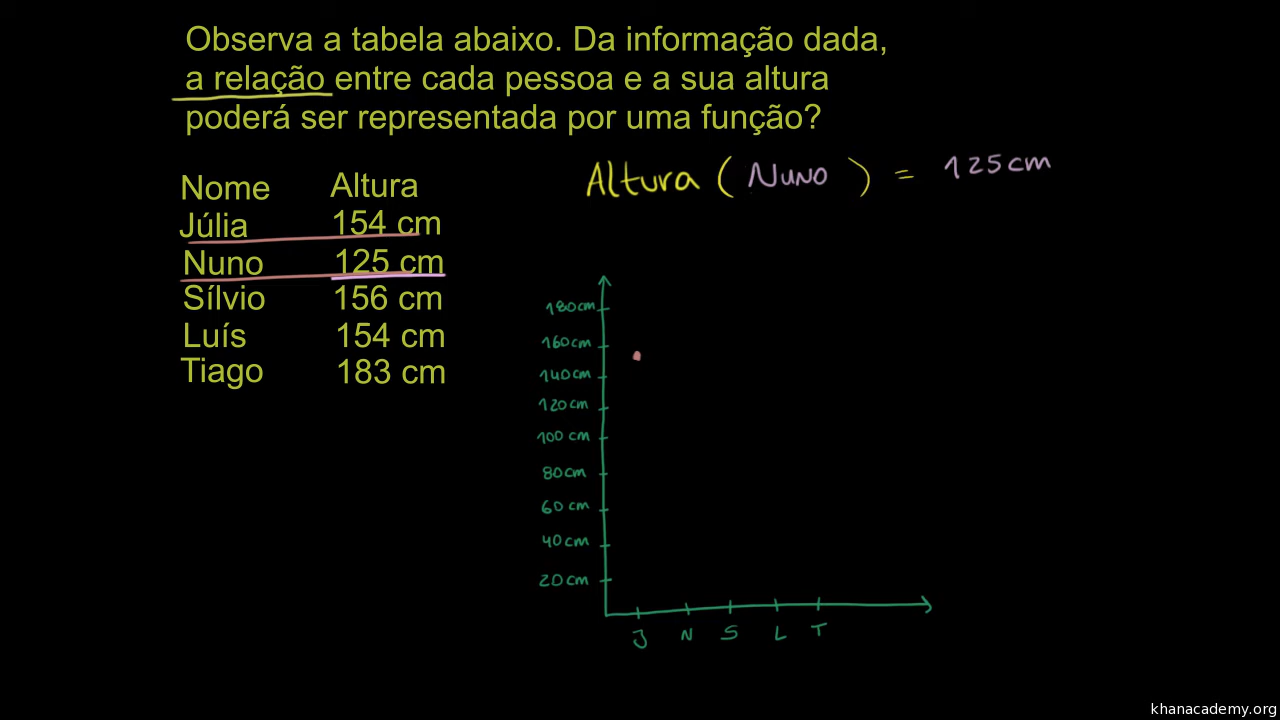 Observa a tabela abaixo. Da informação dada,
a relação entre cada pessoa e a sua altura
poderá ser representada por uma função?
Nome Altura
Júlia 154 cm
Nuno 125 cm
Sílvio 156 cm
Luís 154 cm
Tiago 183 cm
Altura (Nuno) = 125cm
180cm
160cm
140cm
120cm
100cm
80cm
60cm
40cm
20cm
J N S L T
khanacademy.org